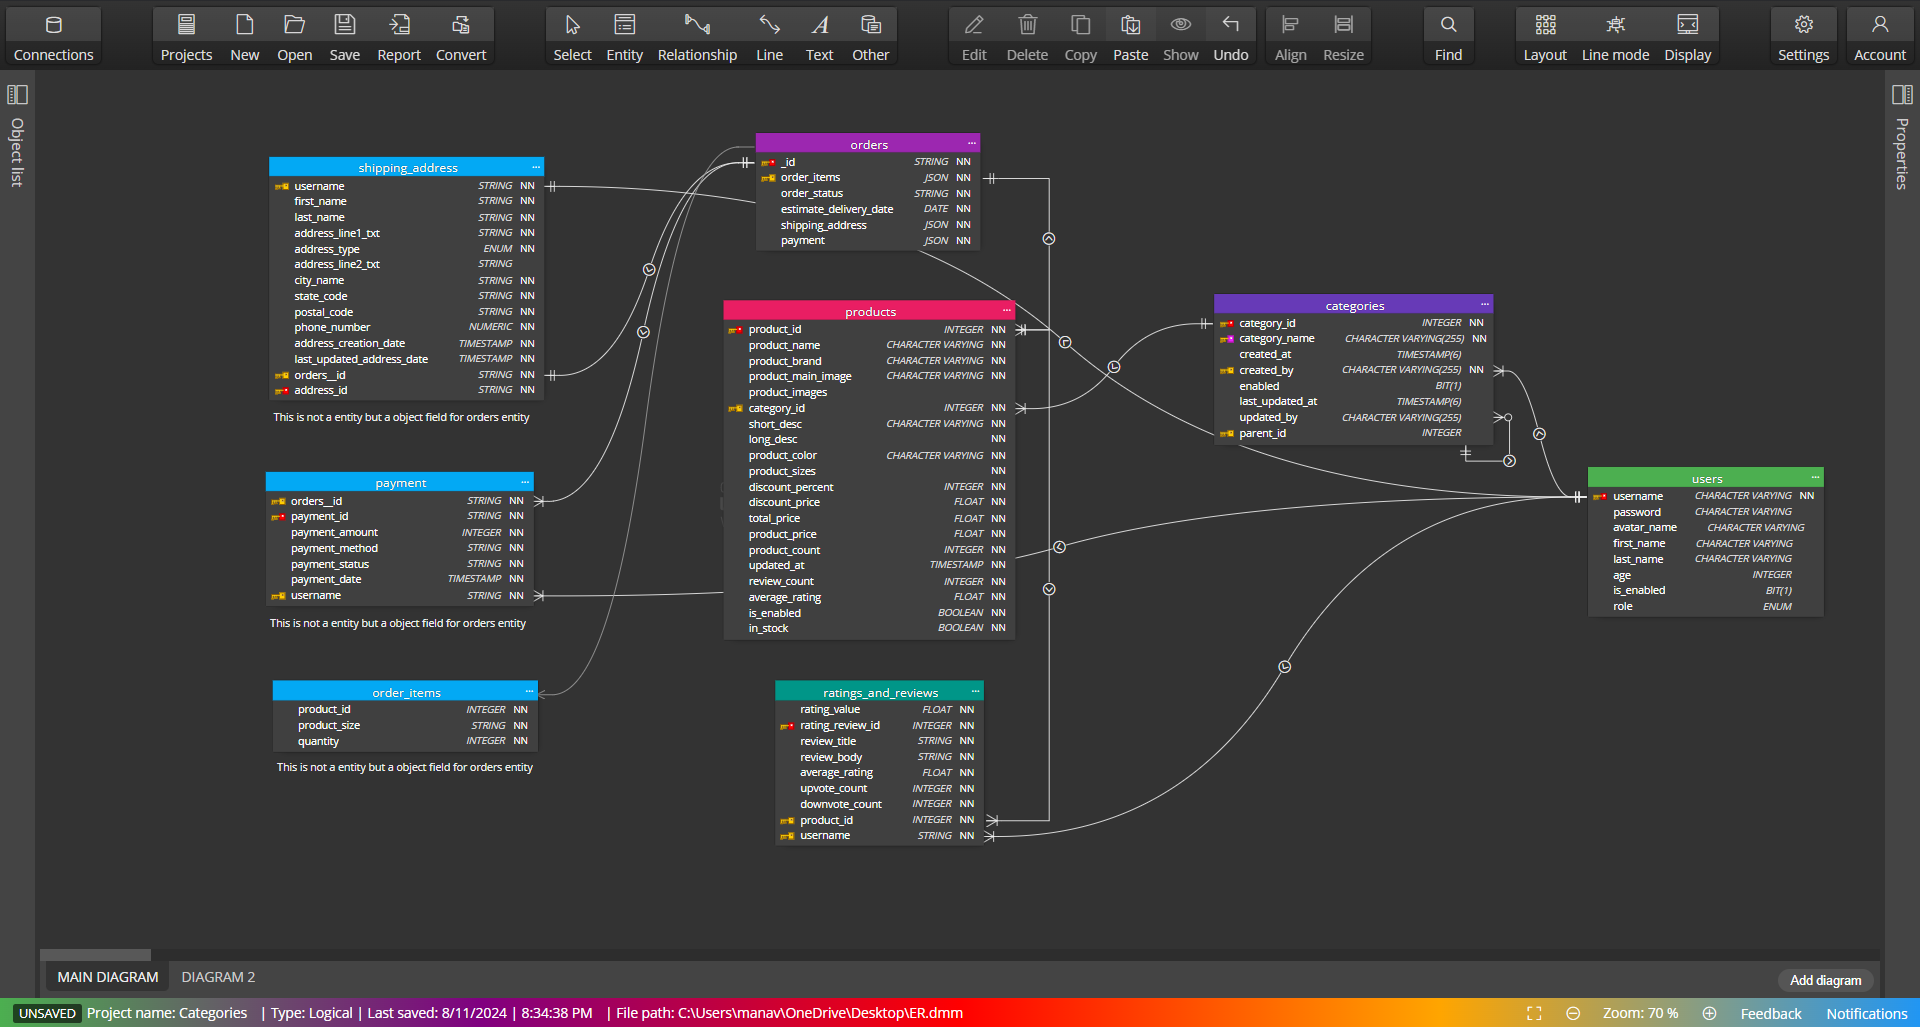 Connections Projects New Open Save Report Convert Select Entity Relationship Line Text Other Edit Delete Copy Paste Show Undo Align Resize Find Layout Line mode Display Settings Account
Object list
Properties
shipping_address ...
username STRING NN
first_name STRING NN
last_name STRING NN
address_line1_txt STRING NN
address_type ENUM NN
address_line2_txt STRING
city_name STRING NN
state_code STRING NN
postal_code STRING NN
phone_number NUMERIC NN
address_creation_date TIMESTAMP NN
last_updated_address_date TIMESTAMP NN
orders__id STRING NN
address_id STRING NN
This is not a entity but a object field for orders entity
payment ...
orders__id STRING NN
payment_id STRING NN
payment_amount INTEGER NN
payment_method STRING NN
payment_status STRING NN
payment_date TIMESTAMP NN
username STRING NN
This is not a entity but a object field for orders entity
order_items ...
product_id INTEGER NN
product_size STRING NN
quantity INTEGER NN
This is not a entity but a object field for orders entity
orders ...
_id STRING NN
order_items JSON NN
order_status STRING NN
estimate_delivery_date DATE NN
shipping_address JSON NN
payment JSON NN
products ...
product_id INTEGER NN
product_name CHARACTER VARYING NN
product_brand CHARACTER VARYING NN
product_main_image CHARACTER VARYING NN
product_images NN
category_id INTEGER NN
short_desc CHARACTER VARYING NN
long_desc NN
product_color CHARACTER VARYING NN
product_sizes NN
discount_percent INTEGER NN
discount_price FLOAT NN
total_price FLOAT NN
product_price FLOAT NN
product_count INTEGER NN
updated_at TIMESTAMP NN
review_count INTEGER NN
average_rating FLOAT NN
is_enabled BOOLEAN NN
in_stock BOOLEAN NN
ratings_and_reviews ...
rating_value FLOAT NN
rating_review_id INTEGER NN
review_title STRING NN
review_body STRING NN
average_rating FLOAT NN
upvote_count INTEGER NN
downvote_count INTEGER NN
product_id INTEGER NN
username STRING NN
categories ...
category_id INTEGER NN
category_name CHARACTER VARYING(255) NN
created_at TIMESTAMP(6)
created_by CHARACTER VARYING(255) NN
enabled BIT(1)
last_updated_at TIMESTAMP(6)
updated_by CHARACTER VARYING(255)
parent_id INTEGER
users ...
username CHARACTER VARYING NN
password CHARACTER VARYING
avatar_name CHARACTER VARYING
first_name CHARACTER VARYING
last_name CHARACTER VARYING
age INTEGER
is_enabled BIT(1)
role ENUM
MAIN DIAGRAM DIAGRAM 2 Add diagram
UNSAVED Project name: Categories | Type: Logical | Last saved: 8/11/2024 | 8:34:38 PM | File path: C:\Users\manav\OneDrive\Desktop\ER.dmm Zoom: 70 % Feedback Notifications